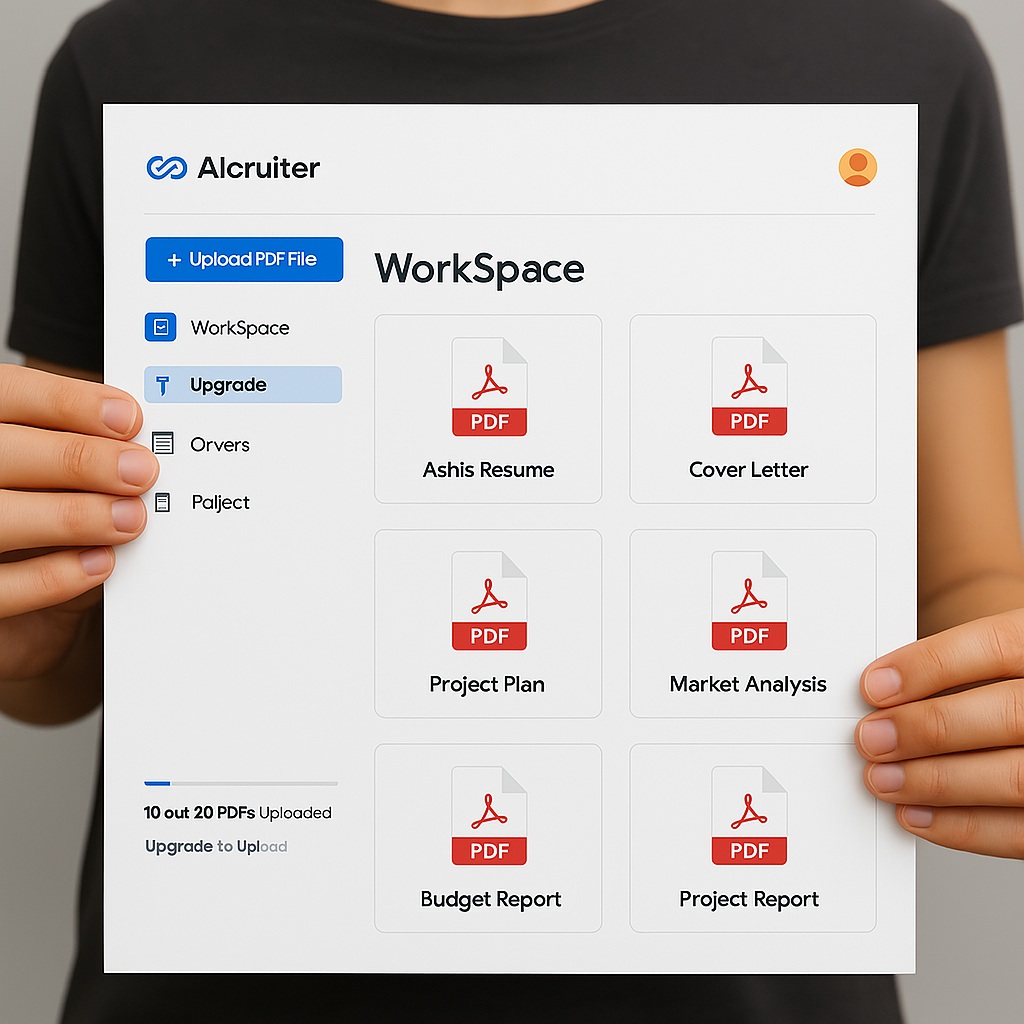 AIcruiter
+ Upload PDF File
WorkSpace
Upgrade
Orvers
Palject
10 out 20 PDFs Uploaded
Upgrade to Upload
WorkSpace
PDF
Ashis Resume
PDF
Cover Letter
PDF
Project Plan
PDF
Market Analysis
PDF
Budget Report
PDF
Project Report